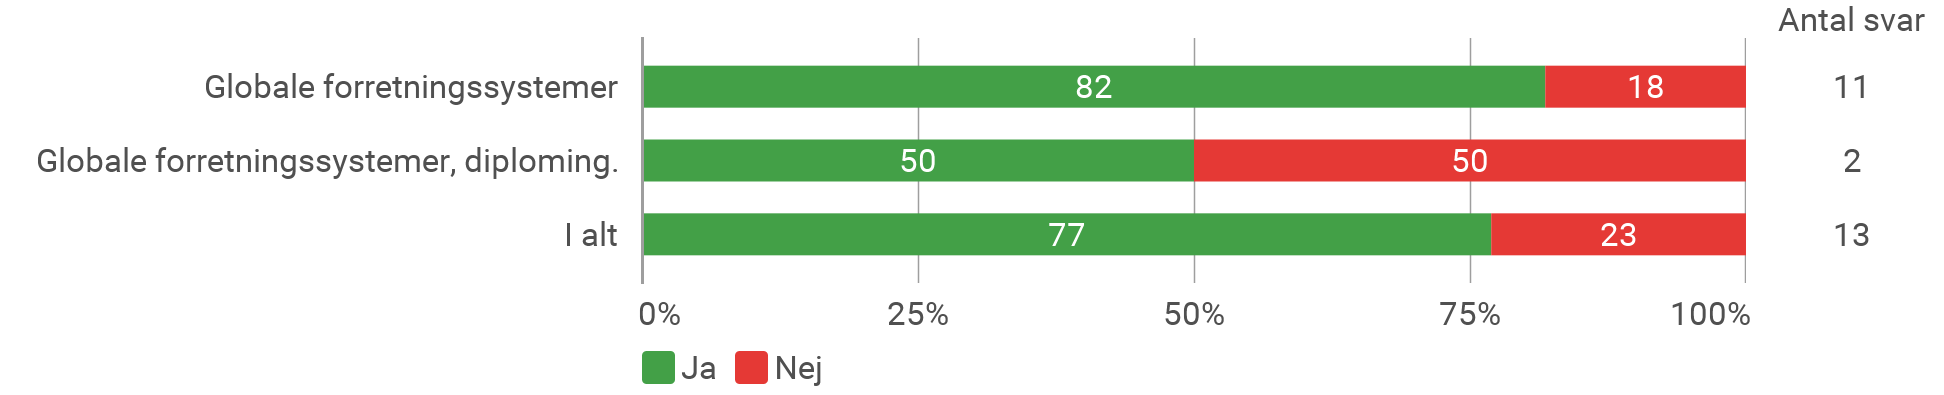 Antal svar
Globale forretningssystemer 82 18 11
Globale forretningssystemer, diploming. 50 50 2
I alt 77 23 13
0% 25% 50% 75% 100%
Ja Nej